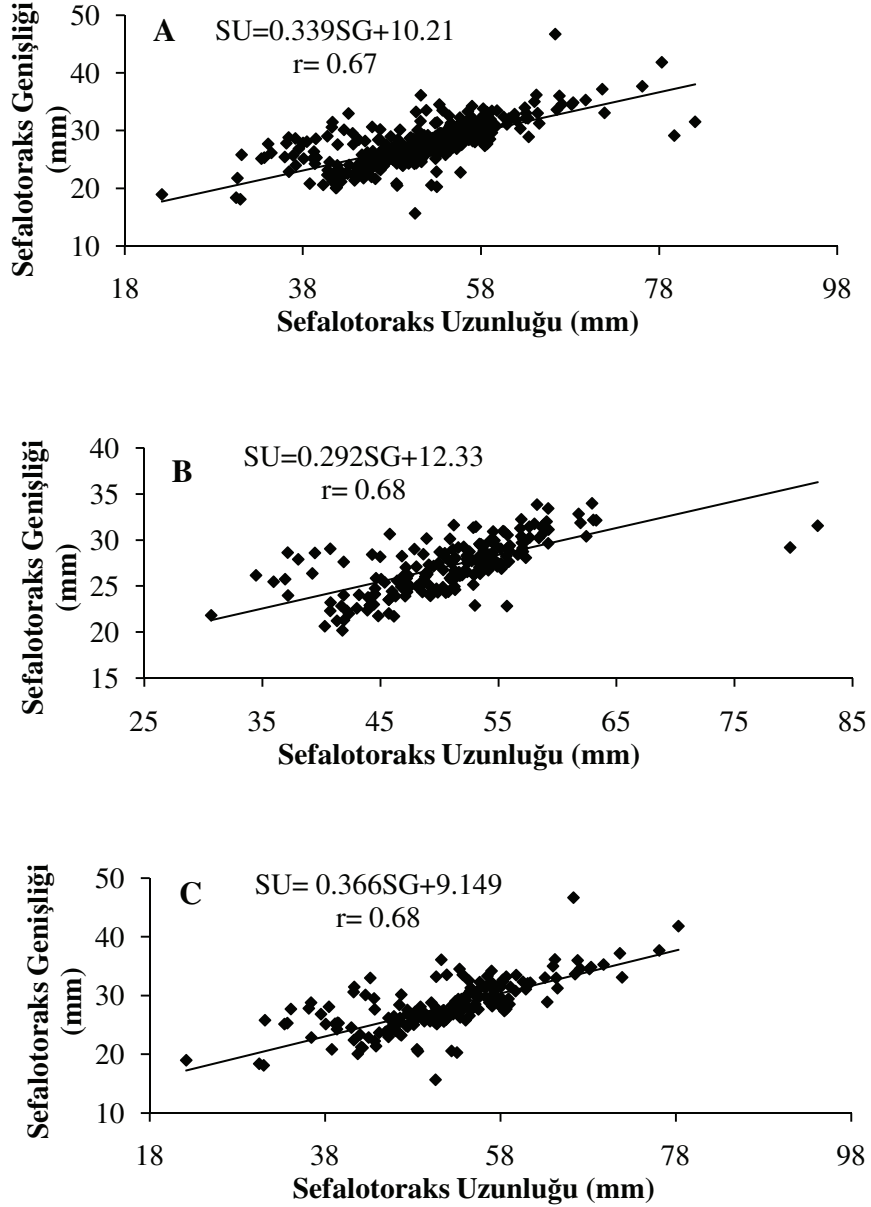 A
SU=0.339SG+10.21
r= 0.67
50
40
30
20
10
18 38 58 78 98
Sefalotoraks Genişliği
(mm)
Sefalotoraks Uzunluğu (mm)
B
SU=0.292SG+12.33
r= 0.68
40
35
30
25
20
15
25 35 45 55 65 75 85
Sefalotoraks Genişliği
(mm)
Sefalotoraks Uzunluğu (mm)
C
SU= 0.366SG+9.149
r= 0.68
50
40
30
20
10
18 38 58 78 98
Sefalotoraks Genişliği
(mm)
Sefalotoraks Uzunluğu (mm)